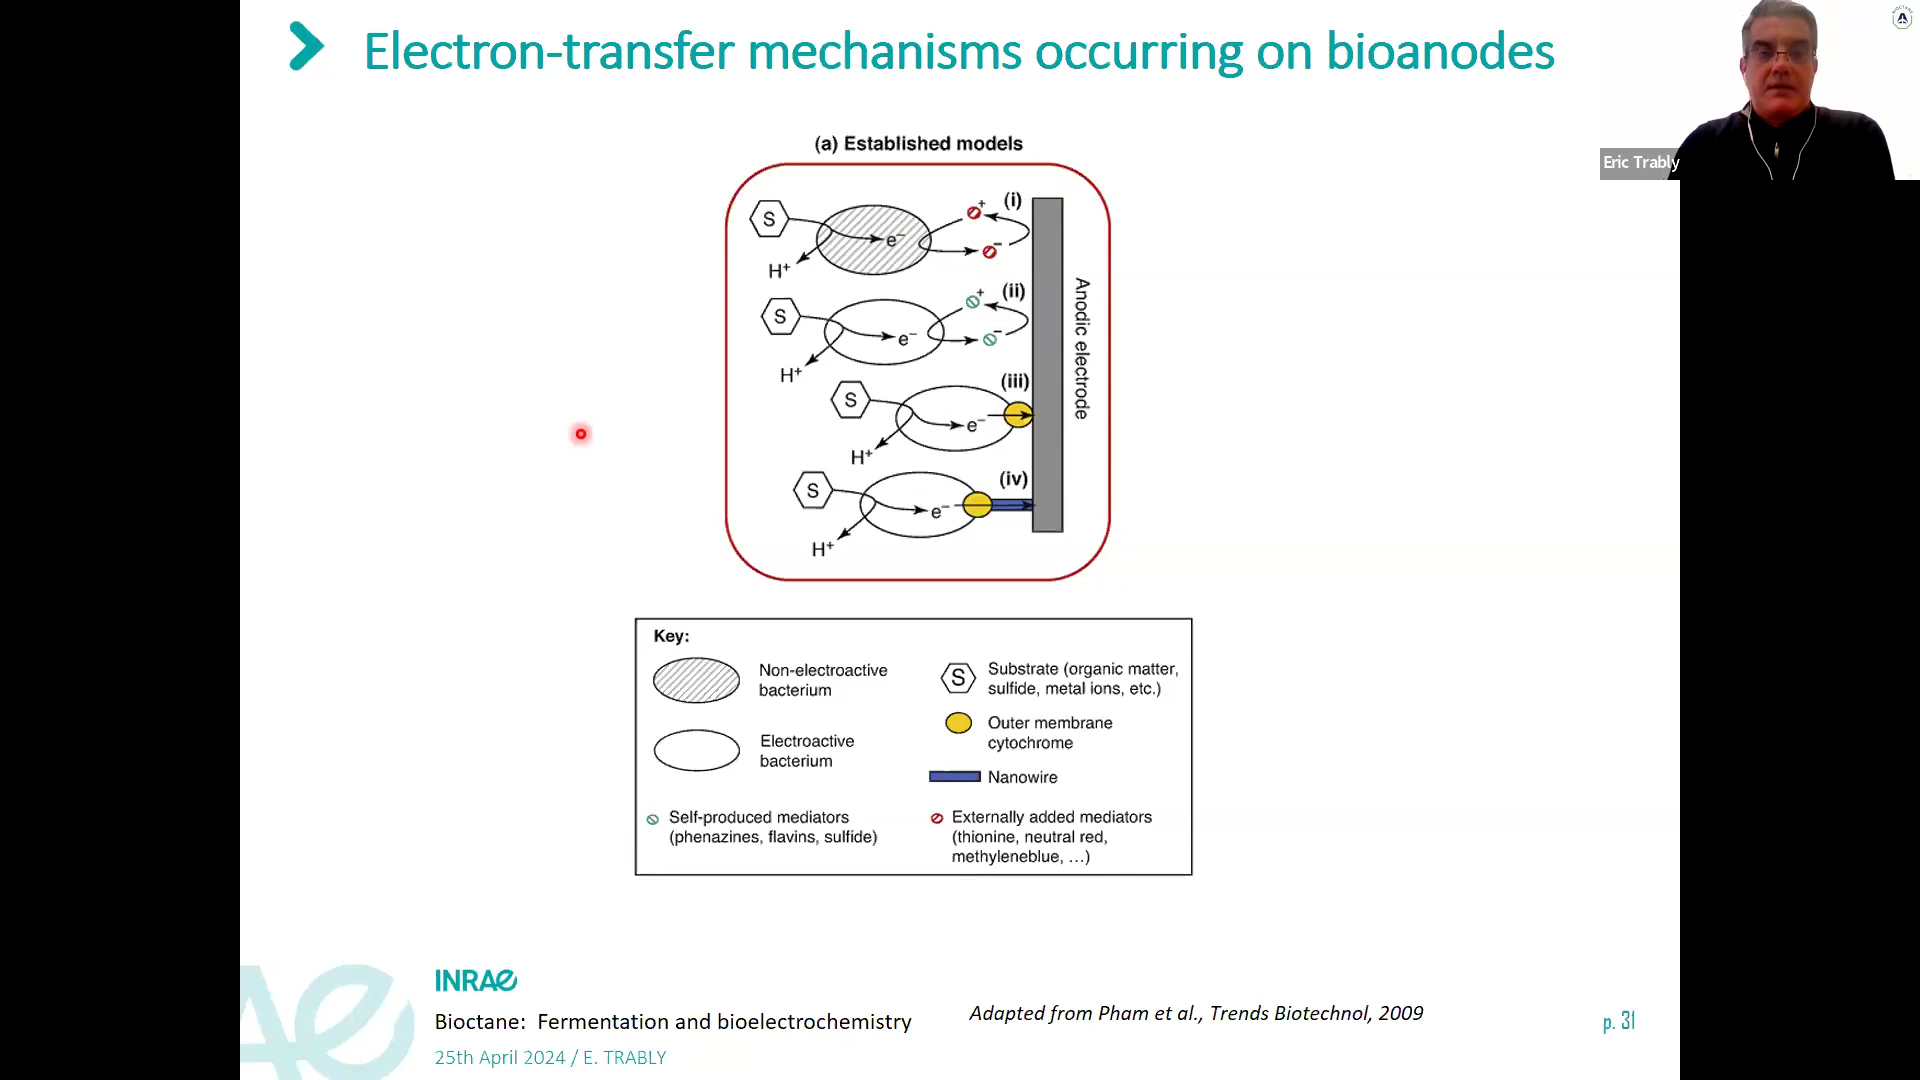 Electron-transfer mechanisms occurring on bioanodes
Eric Trably
(a) Established models
S
e⁻
H⁺
+
−
(i)
S
e⁻
H⁺
+
−
(ii)
S
e⁻
H⁺
(iii)
S
e⁻
H⁺
(iv)
Anodic electrode
Key:
Non-electroactive
bacterium
Electroactive
bacterium
Self-produced mediators
(phenazines, flavins, sulfide)
S
Substrate (organic matter,
sulfide, metal ions, etc.)
Outer membrane
cytochrome
Nanowire
Externally added mediators
(thionine, neutral red,
methyleneblue, ...)
INRAE
Bioctane: Fermentation and bioelectrochemistry
25th April 2024 / E. TRABLY
Adapted from Pham et al., Trends Biotechnol, 2009
p. 31